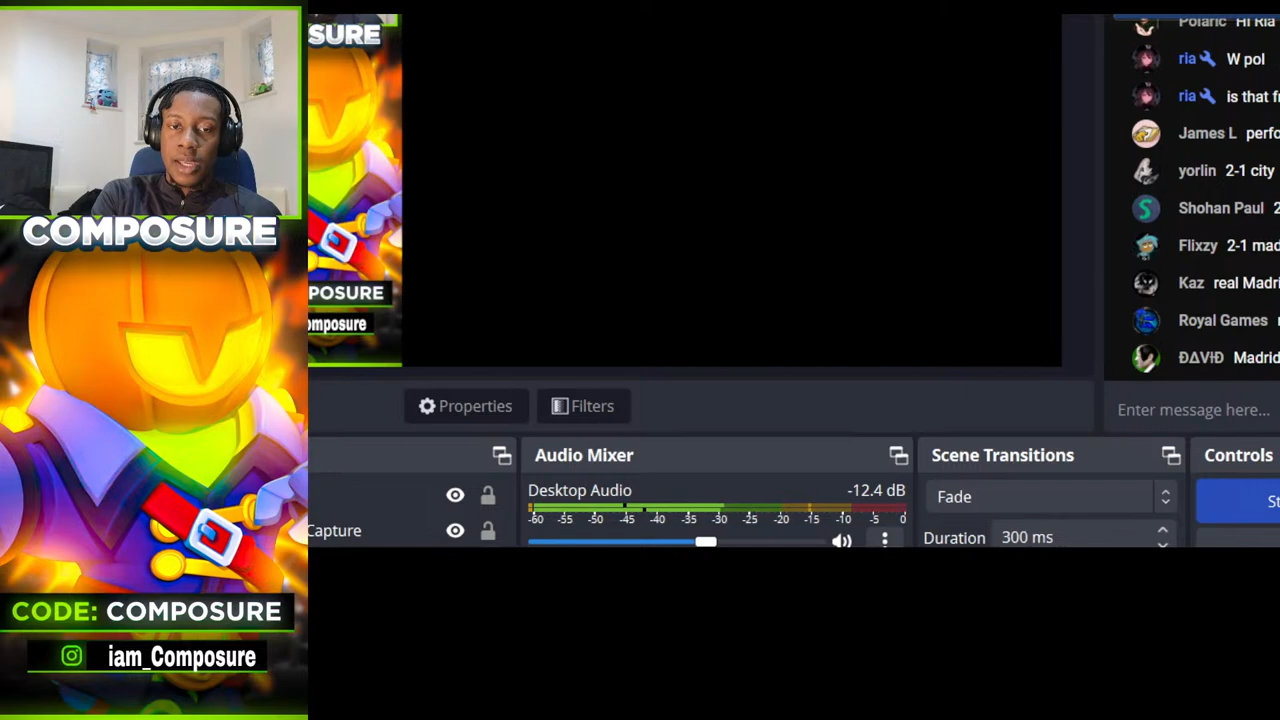 COMPOSURE
CODE: COMPOSURE
iam_Composure
SURE
POSURE
omposure
Polaric Hi Ria
ria W pol
ria is that
James L perfo
yorlin 2-1 city
Shohan Paul 2
Flixzy 2-1 mad
Kaz real Madri
Royal Games
ÐΔVƗĐ Madrid
Enter message here...
Properties
Filters
Audio Mixer
Scene Transitions
Controls
Desktop Audio -12.4 dB
-60 -55 -50 -45 -40 -35 -30 -25 -20 -15 -10 -5 0
Capture
Fade
St
Duration 300 ms